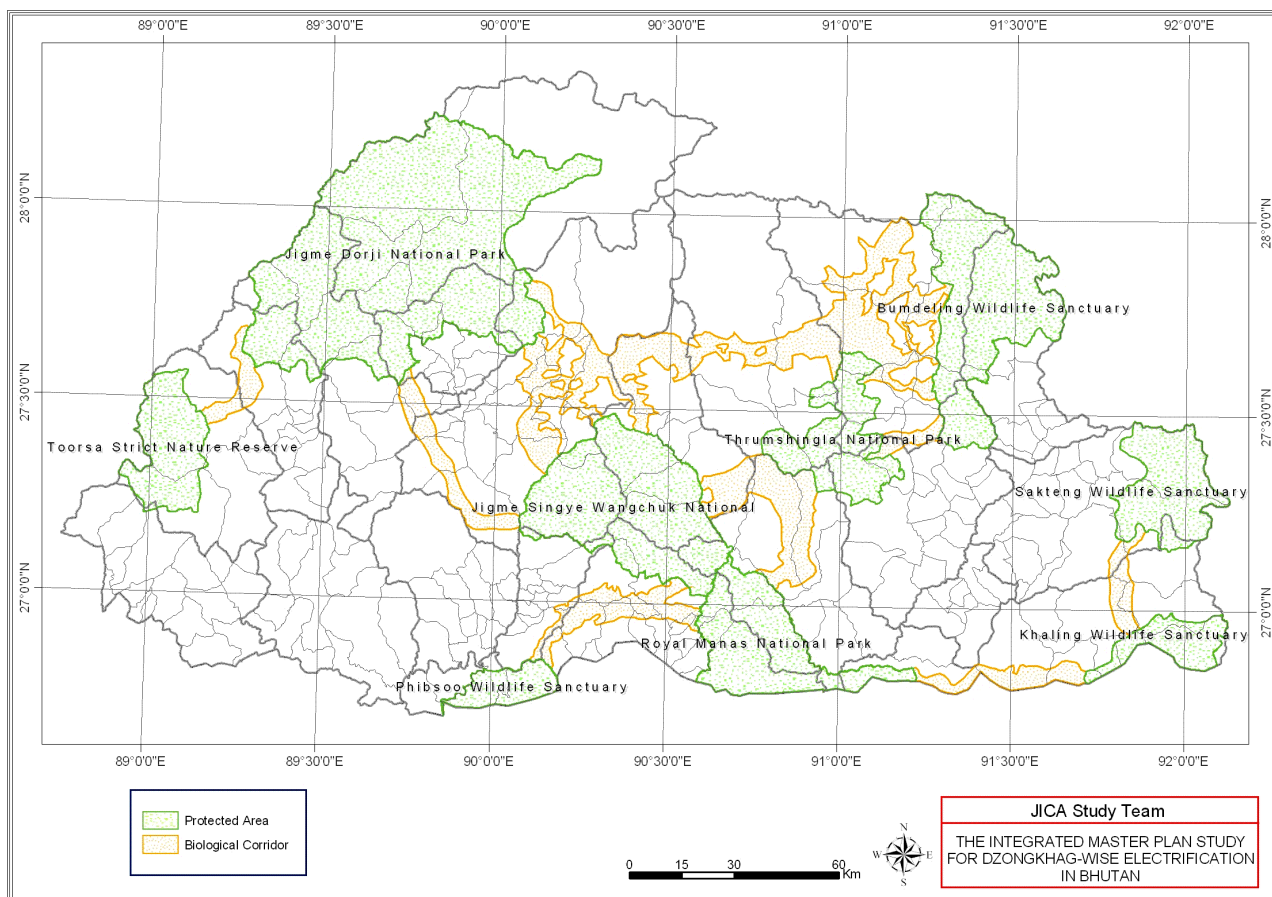 89°0'0"E
89°30'0"E
90°0'0"E
90°30'0"E
91°0'0"E
91°30'0"E
92°0'0"E
28°0'0"N
28°0'0"N
Jigme Dorji National Park
Bumdeling Wildlife Sanctuary
27°30'0"N
27°30'0"N
Toorsa Strict Nature Reserve
Thrumshingla National Park
Jigme Singye Wangchuk National
Sakteng Wildlife Sanctuary
27°0'0"N
27°0'0"N
Royal Manas National Park
Khaling Wildlife Sanctuary
Phibsoo Wildlife Sanctuary
89°0'0"E
89°30'0"E
90°0'0"E
90°30'0"E
91°0'0"E
91°30'0"E
92°0'0"E
Protected Area
Biological Corridor
0 15 30 60
Km
N
W E
S
JICA Study Team
THE INTEGRATED MASTER PLAN STUDY
FOR DZONGKHAG-WISE ELECTRIFICATION
IN BHUTAN